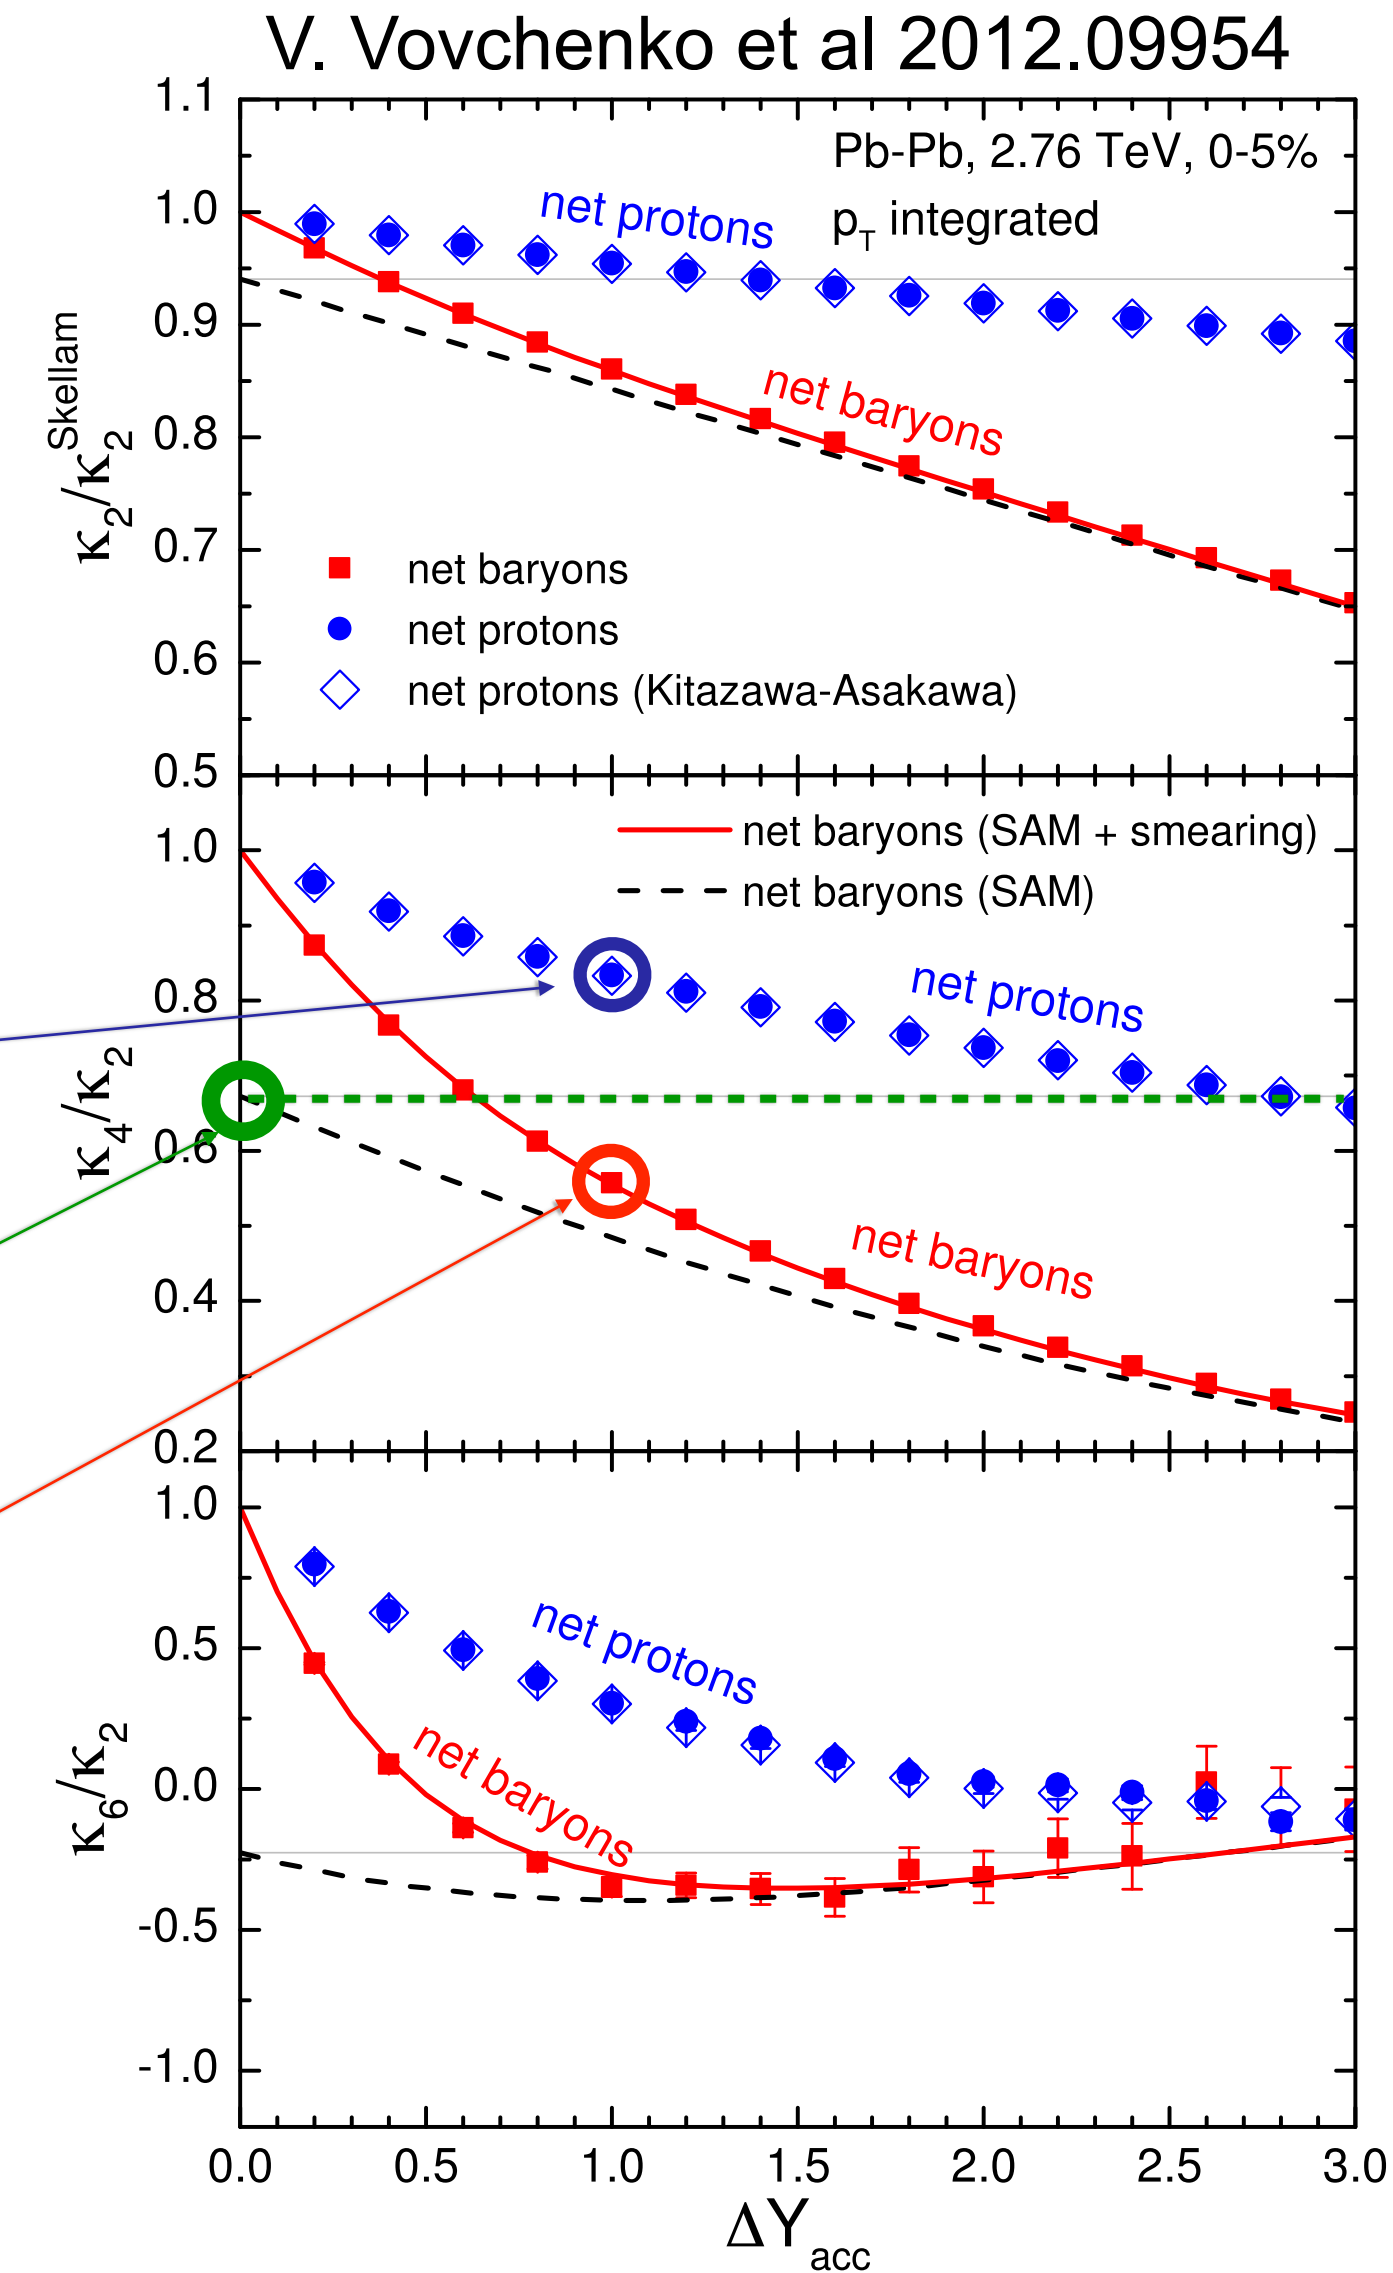 V. Vovchenko et al 2012.09954
1.1
Pb-Pb, 2.76 TeV, 0-5%
net protons
p_T integrated
1.0
0.9
net baryons
0.8
κ₂/κ₂^Skellam
0.7
net baryons
net protons
0.6
net protons (Kitazawa-Asakawa)
0.5
net baryons (SAM + smearing)
1.0
net baryons (SAM)
net protons
0.8
κ₄/κ₂
0.6
net baryons
0.4
0.2
1.0
net protons
0.5
net baryons
κ₆/κ₂
0.0
-0.5
-1.0
0.0 0.5 1.0 1.5 2.0 2.5 3.0
ΔY_acc